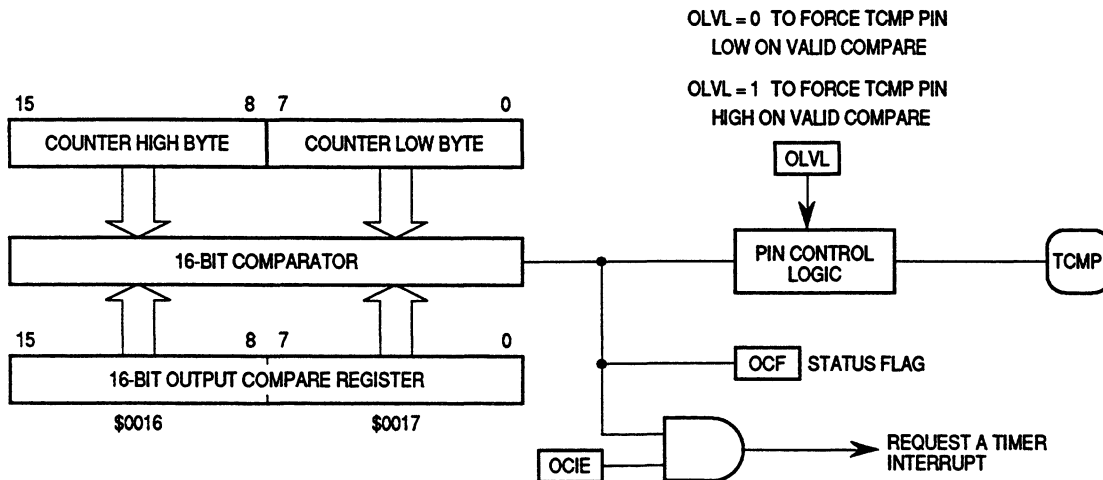 OLVL = 0 TO FORCE TCMP PIN
LOW ON VALID COMPARE
OLVL = 1 TO FORCE TCMP PIN
HIGH ON VALID COMPARE
15 8 7 0
COUNTER HIGH BYTE COUNTER LOW BYTE
OLVL
16-BIT COMPARATOR
PIN CONTROL
LOGIC
TCMP
15 8 7 0
16-BIT OUTPUT COMPARE REGISTER
$0016 $0017
OCF STATUS FLAG
OCIE
REQUEST A TIMER
INTERRUPT